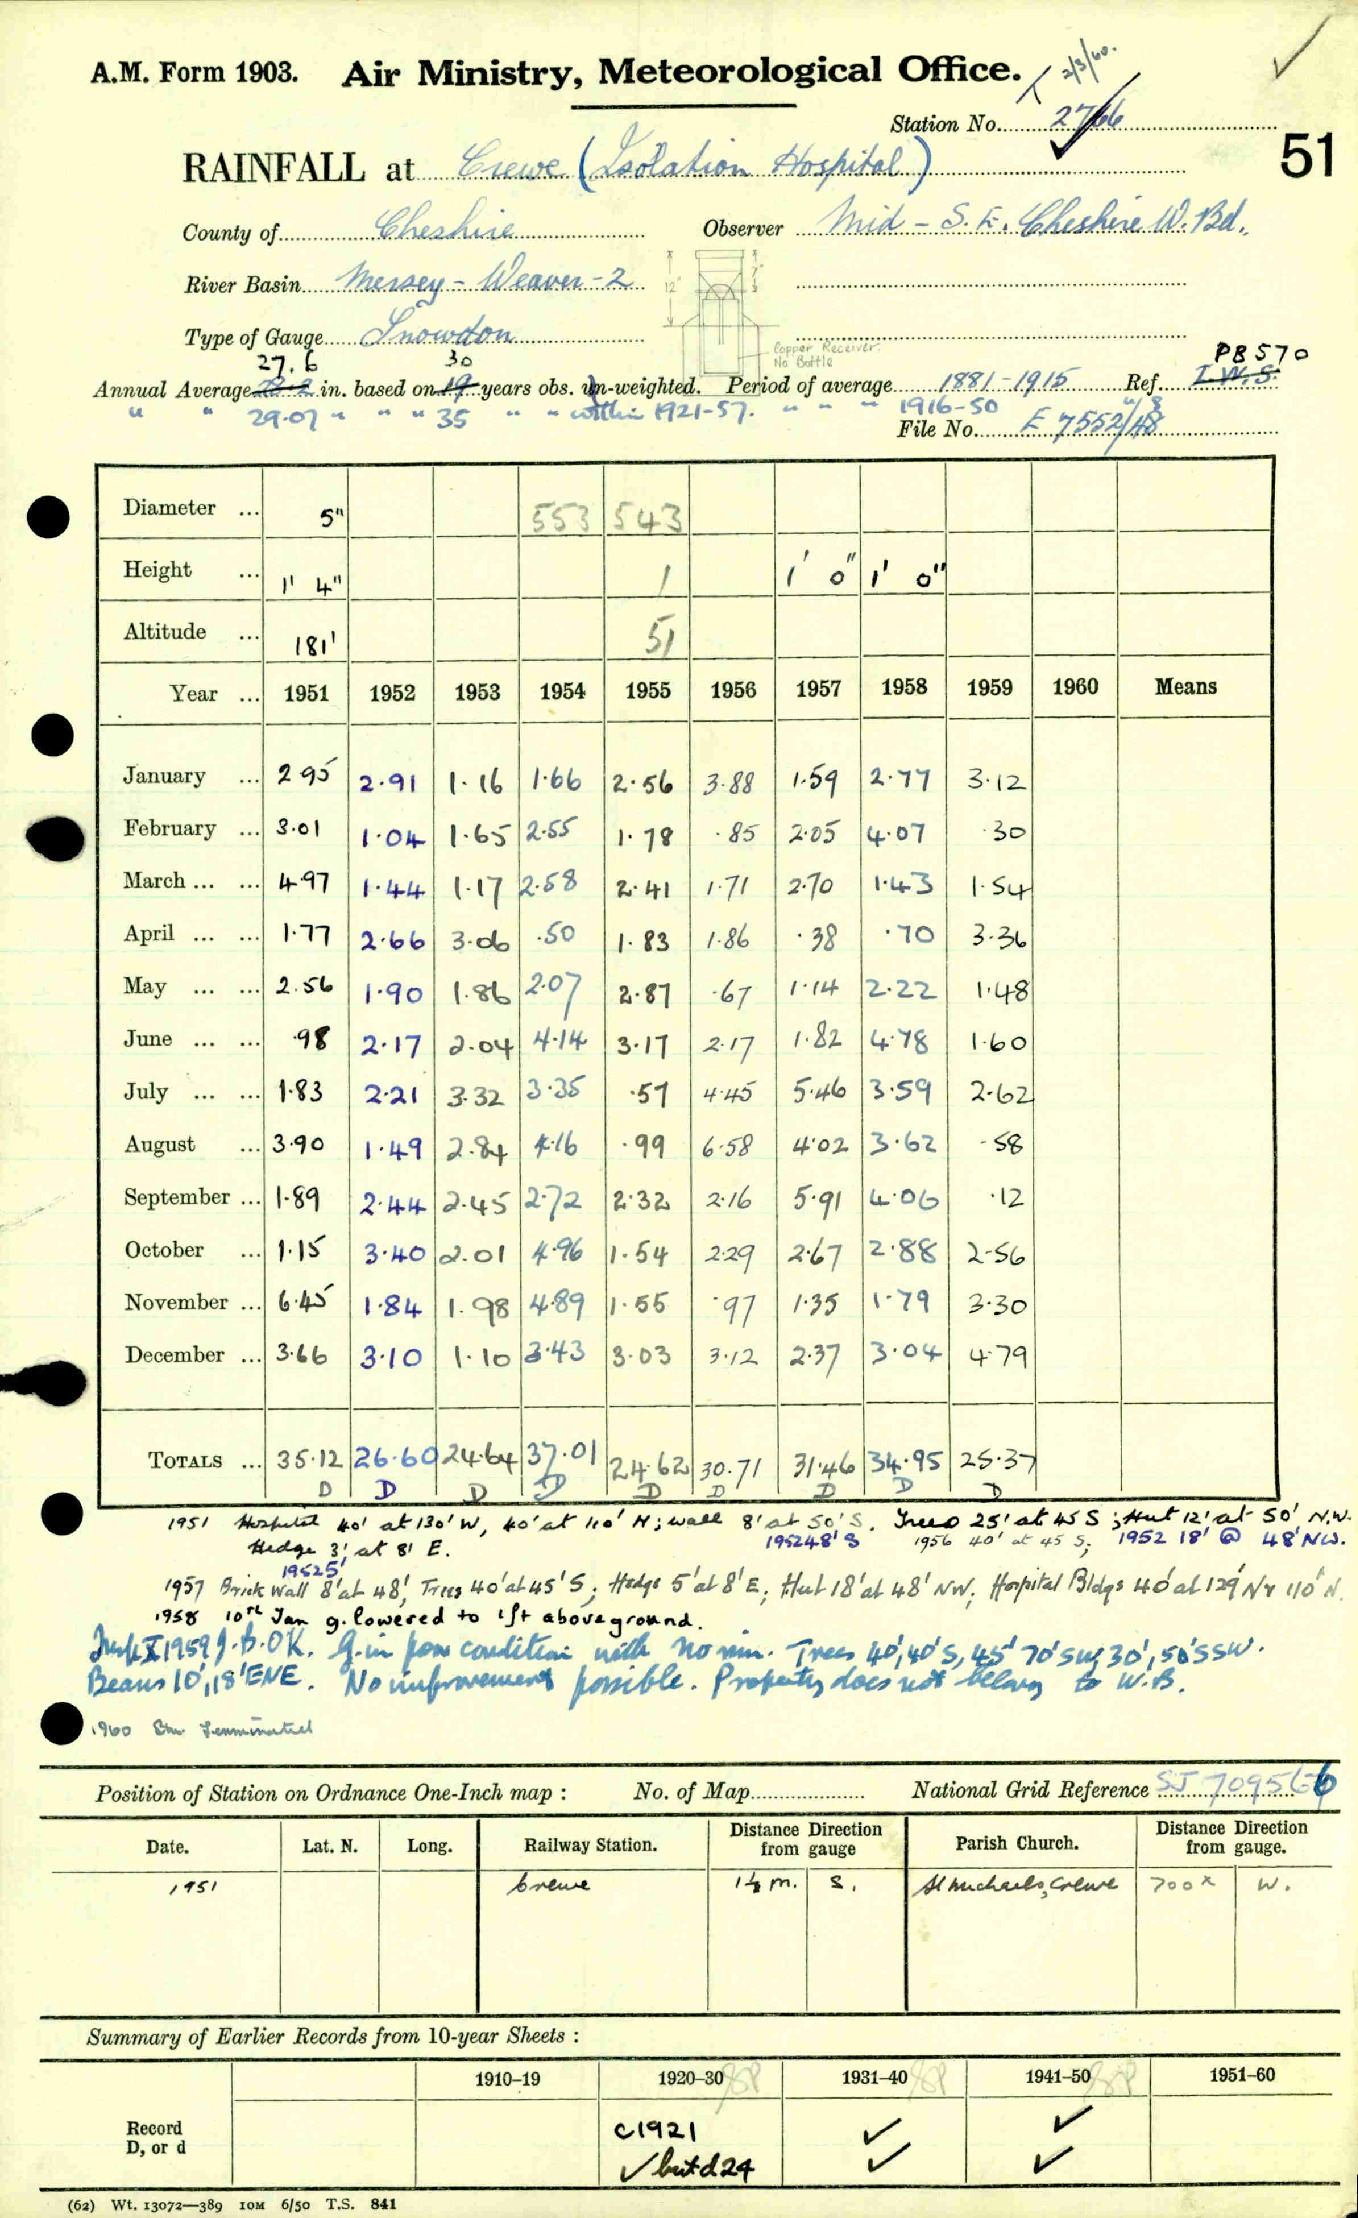 A.M. Form 1903. Air Ministry, Meteorological Office. 2/3/60.
Station No. 2766
51
RAINFALL at Crewe (Isolation Hospital)
County of Cheshire Observer Mid - S. E. Cheshire W. Bd.
River Basin Mersey - Weaver - 2 12" 7"
Type of Gauge Snowdon
Copper Receiver.
No Bottle
27.6 30 PB 570
Annual Average 28.2 in. based on 19 years obs. un-weighted. Period of average 1881-1915 Ref. I.W.S.
" " 29.07 " " " 35 " " within 1921-57. " " " 1916-50 "
File No. E 7552/48
Diameter ... 5" 553 543
Height ... 1' 4" 1 1' 0" 1' 0"
Altitude ... 181' 51
Year ... 1951 1952 1953 1954 1955 1956 1957 1958 1959 1960 Means
January ... 2.95 2.91 1.16 1.66 2.56 3.88 1.59 2.77 3.12
February ... 3.01 1.04 1.65 2.55 1.78 .85 2.05 4.07 .30
March ... ... 4.97 1.44 1.17 2.58 2.41 1.71 2.70 1.43 1.54
April ... ... 1.77 2.66 3.06 .50 1.83 1.86 .38 .70 3.36
May ... ... 2.56 1.90 1.86 2.07 2.87 .67 1.14 2.22 1.48
June ... ... .98 2.17 2.04 4.14 3.17 2.17 1.82 4.78 1.60
July ... ... 1.83 2.21 3.32 3.35 .57 4.45 5.46 3.59 2.62
August ... 3.90 1.49 2.84 4.16 .99 6.58 4.02 3.62 .58
September ... 1.89 2.44 2.45 2.72 2.32 2.16 5.91 4.06 .12
October ... 1.15 3.40 2.01 4.96 1.54 2.29 2.67 2.88 2.56
November ... 6.45 1.84 1.98 4.89 1.55 .97 1.35 1.79 3.30
December ... 3.66 3.10 1.10 3.43 3.03 3.12 2.37 3.04 4.79
TOTALS ... 35.12 26.60 24.64 37.01 24.62 30.71 31.46 34.95 25.37
D D D D D D D D D
1951 Hospital 40' at 130' W, 40' at 110' N; wall 8' at 50' S. Trees 25' at 45 S; Hut 12' at 50' N.W.
Hedge 3' at 8' E. 1952 48' S 1956 40' at 45 S; 1952 18' @ 48' NW.
1952 5'
1957 Brick Wall 8' at 48', Trees 40' at 45' S; Hedge 5' at 8' E; Hut 18' at 48' NW; Hospital Bldgs 40' at 129' N & 110' N.
1958 10th Jan g. lowered to 1ft above ground.
Insp. X 1959 J.B. OK. G. in poor condition with no rim. Trees 40', 40' S, 45' 70' SW, 30', 50' SSW.
Beans 10', 18' ENE. No improvement possible. Property does not belong to W.B.
1960 Stn. Terminated
Position of Station on Ordnance One-Inch map : No. of Map National Grid Reference SJ 709566
Date. Lat. N. Long. Railway Station. Distance from gauge Direction Parish Church. Distance Direction from gauge.
1951 Crewe 1½ m. S. St Michaels, Crewe 700 x W.
Summary of Earlier Records from 10-year Sheets :
1910–19 1920–30 1931–40 1941–50 1951–60
Record c1921 ✓ ✓
D, or d ✓ but d24 ✓ ✓
(62) Wt. 13072—389 10M 6/50 T.S. 841